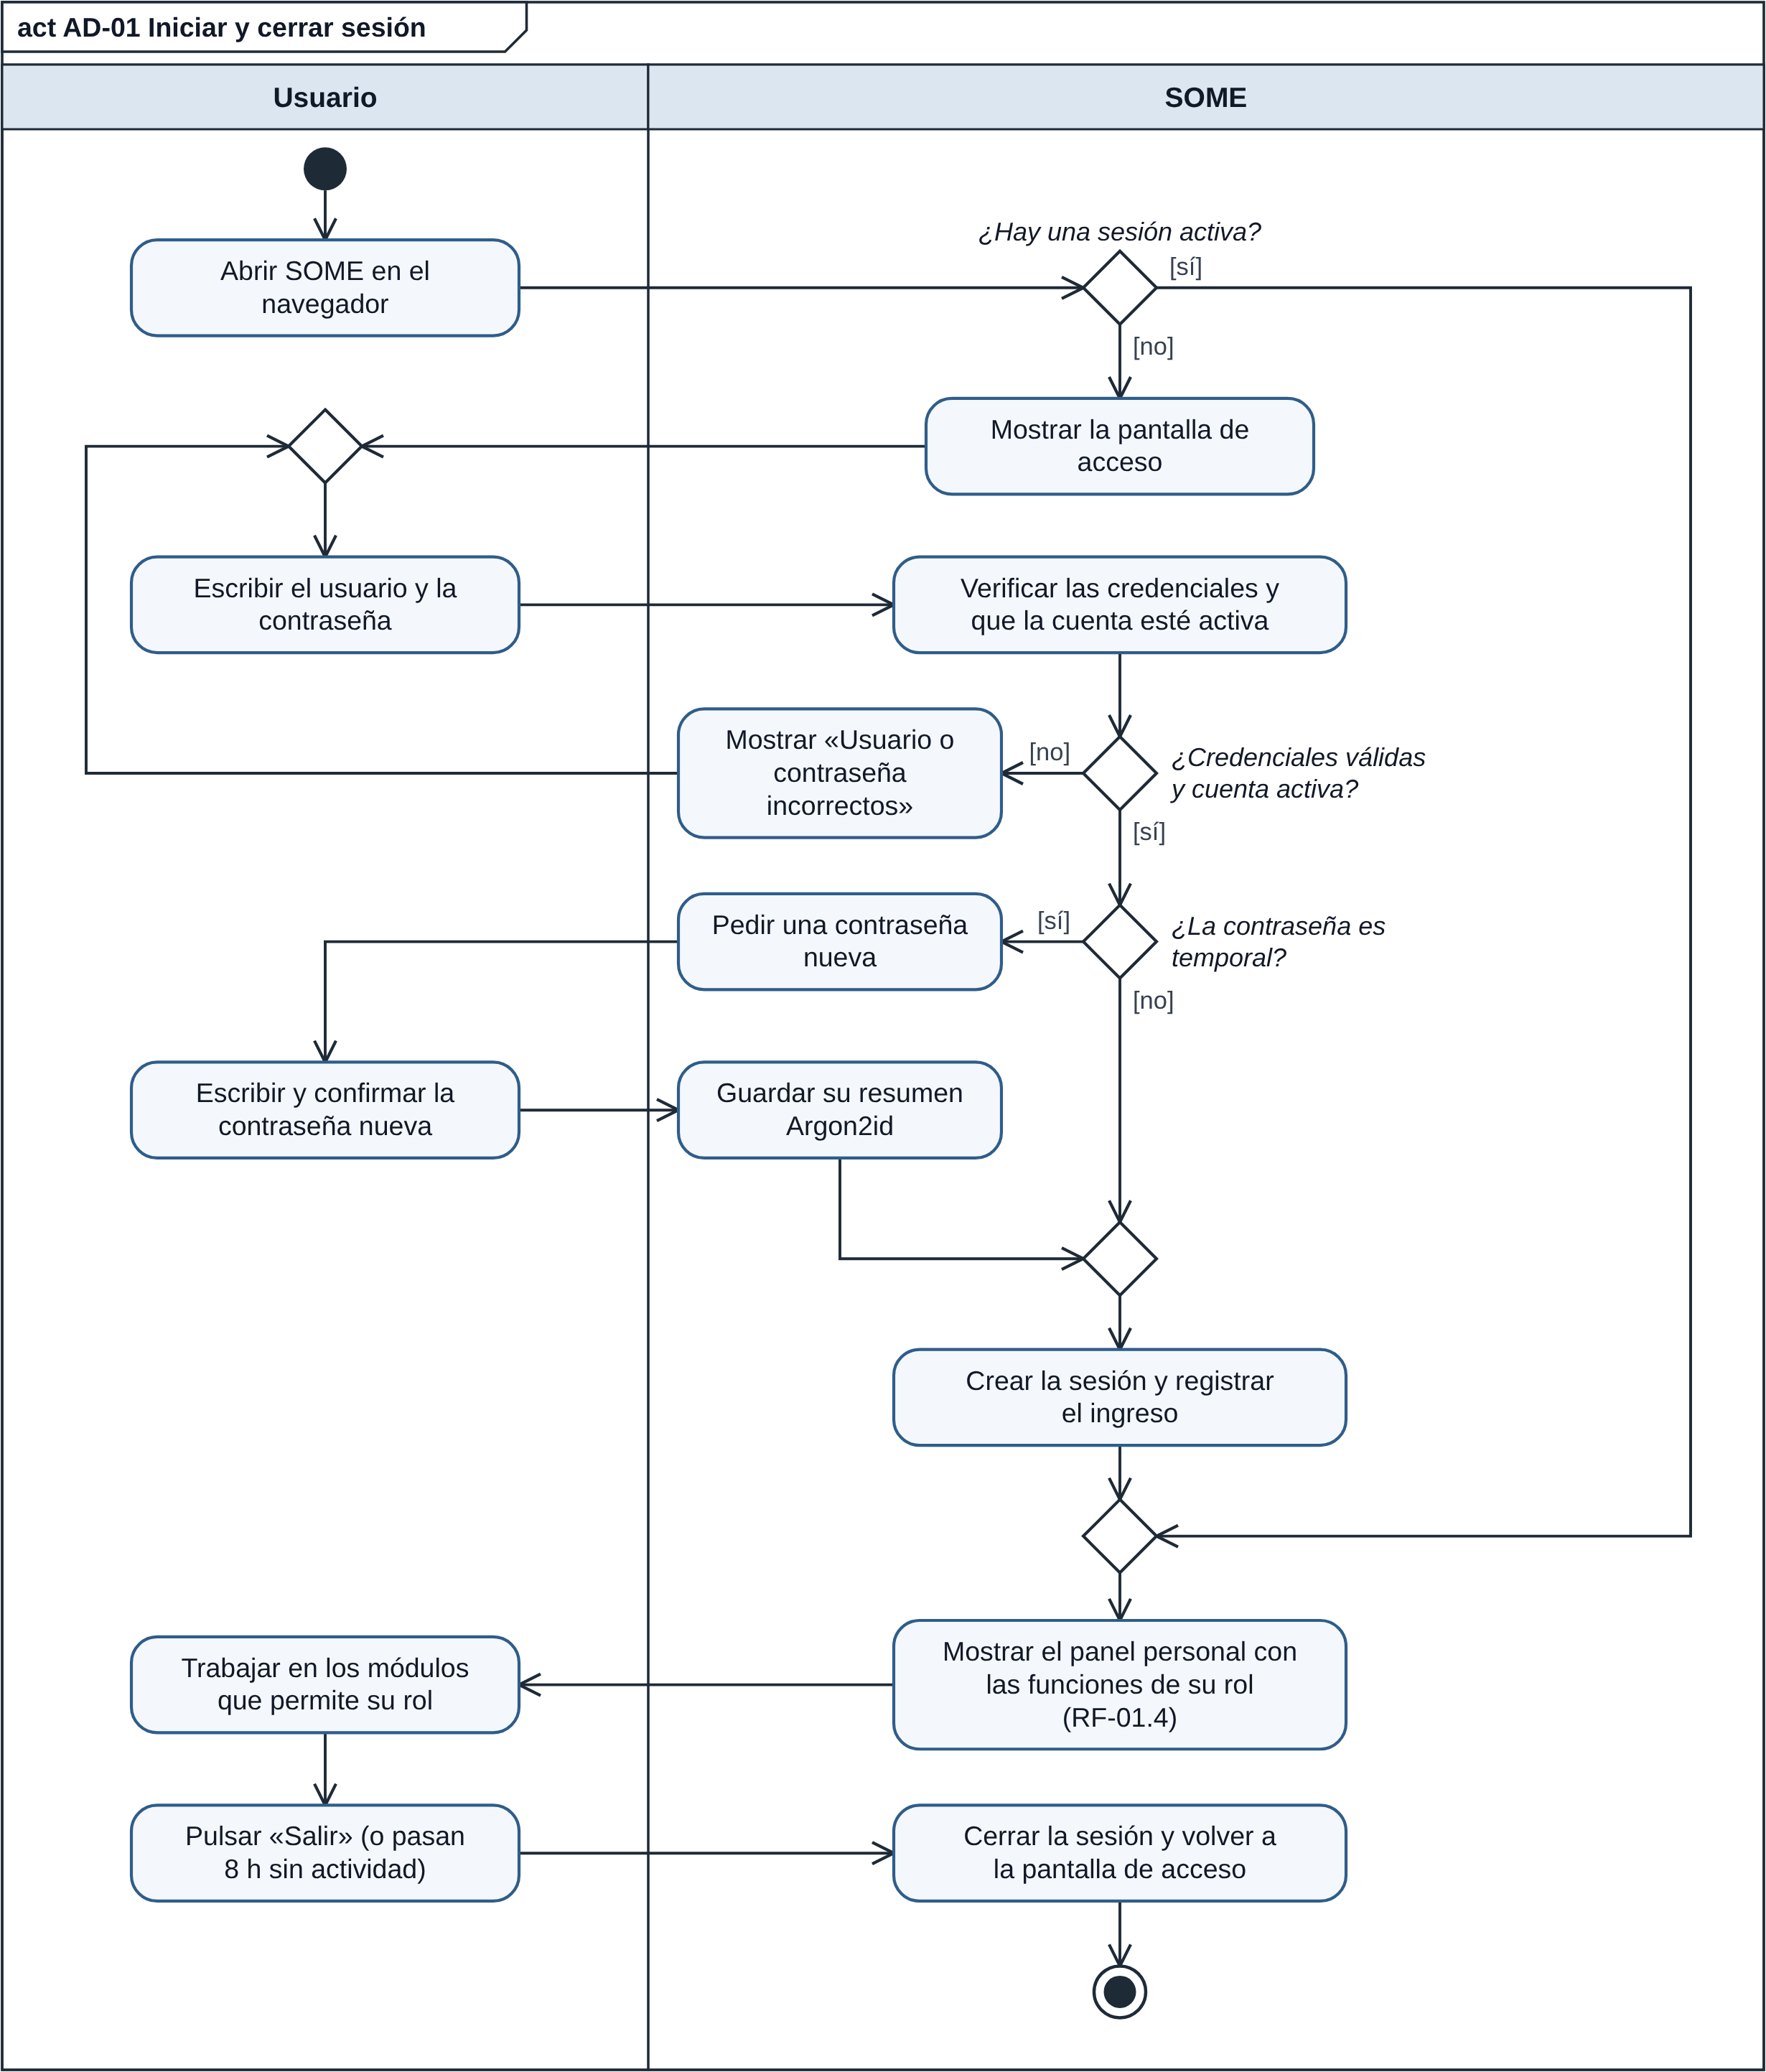 act AD-01 Iniciar y cerrar sesión
Usuario
SOME
¿Hay una sesión activa?
[sí]
Abrir SOME en el
navegador
[no]
Mostrar la pantalla de
acceso
Escribir el usuario y la
contraseña
Verificar las credenciales y
que la cuenta esté activa
Mostrar «Usuario o
contraseña
incorrectos»
[no]
¿Credenciales válidas
y cuenta activa?
[sí]
Pedir una contraseña
nueva
[sí]
¿La contraseña es
temporal?
[no]
Escribir y confirmar la
contraseña nueva
Guardar su resumen
Argon2id
Crear la sesión y registrar
el ingreso
Mostrar el panel personal con
las funciones de su rol
(RF-01.4)
Trabajar en los módulos
que permite su rol
Pulsar «Salir» (o pasan
8 h sin actividad)
Cerrar la sesión y volver a
la pantalla de acceso